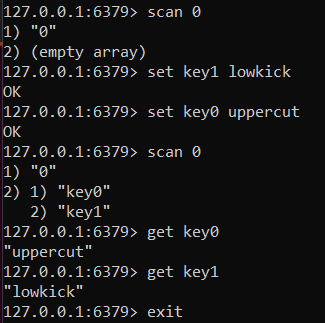 127.0.0.1:6379> scan 0
1) "0"
2) (empty array)
127.0.0.1:6379> set key1 lowkick
OK
127.0.0.1:6379> set key0 uppercut
OK
127.0.0.1:6379> scan 0
1) "0"
2) 1) "key0"
   2) "key1"
127.0.0.1:6379> get key0
"uppercut"
127.0.0.1:6379> get key1
"lowkick"
127.0.0.1:6379> exit